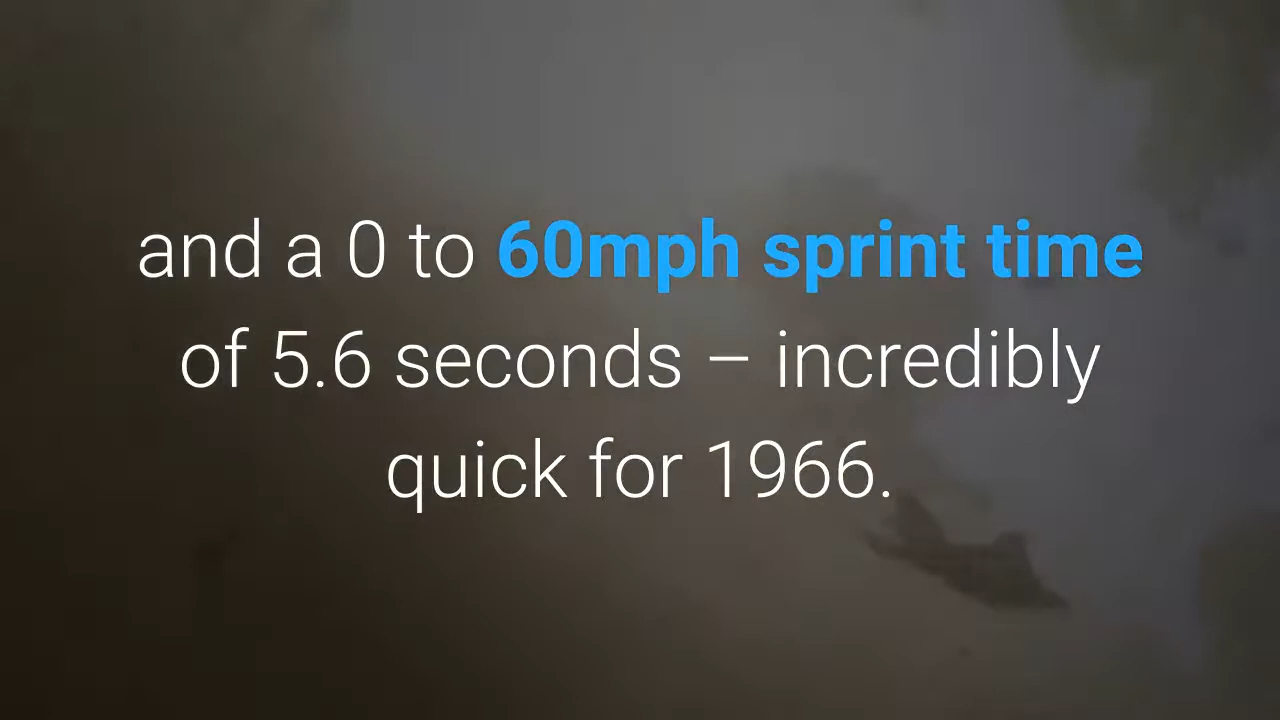 and a 0 to 60mph sprint time
of 5.6 seconds – incredibly
quick for 1966.